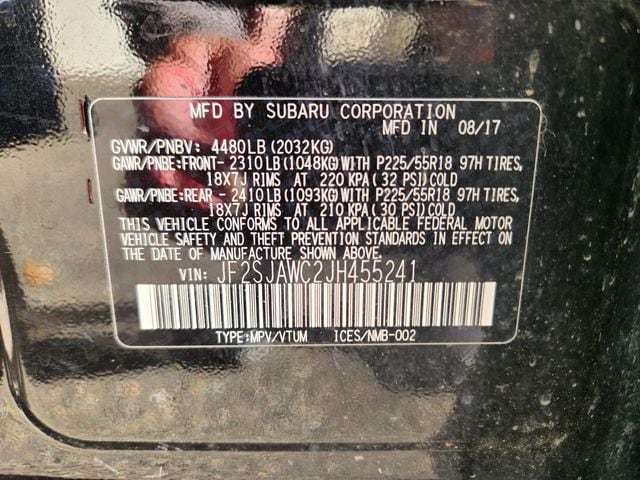 MFD BY SUBARU CORPORATION
MFD IN 08/17
GVWR/PNBV: 4480LB (2032KG)
GAWR/PNBE:FRONT- 2310LB (1048KG) WITH P225/55R18 97H TIRES,
18X7J RIMS AT 220 KPA (32 PSI) COLD
GAWR/PNBE:REAR - 2410LB (1093KG) WITH P225/55R18 97H TIRES,
18X7J RIMS AT 210 KPA (30 PSI) COLD
THIS VEHICLE CONFORMS TO ALL APPLICABLE FEDERAL MOTOR
VEHICLE SAFETY AND THEFT PREVENTION STANDARDS IN EFFECT ON
THE DATE OF MANUFACTURE SHOWN ABOVE.
VIN: JF2SJAWC2JH455241
TYPE:MPV/VTUM ICES/NMB-002